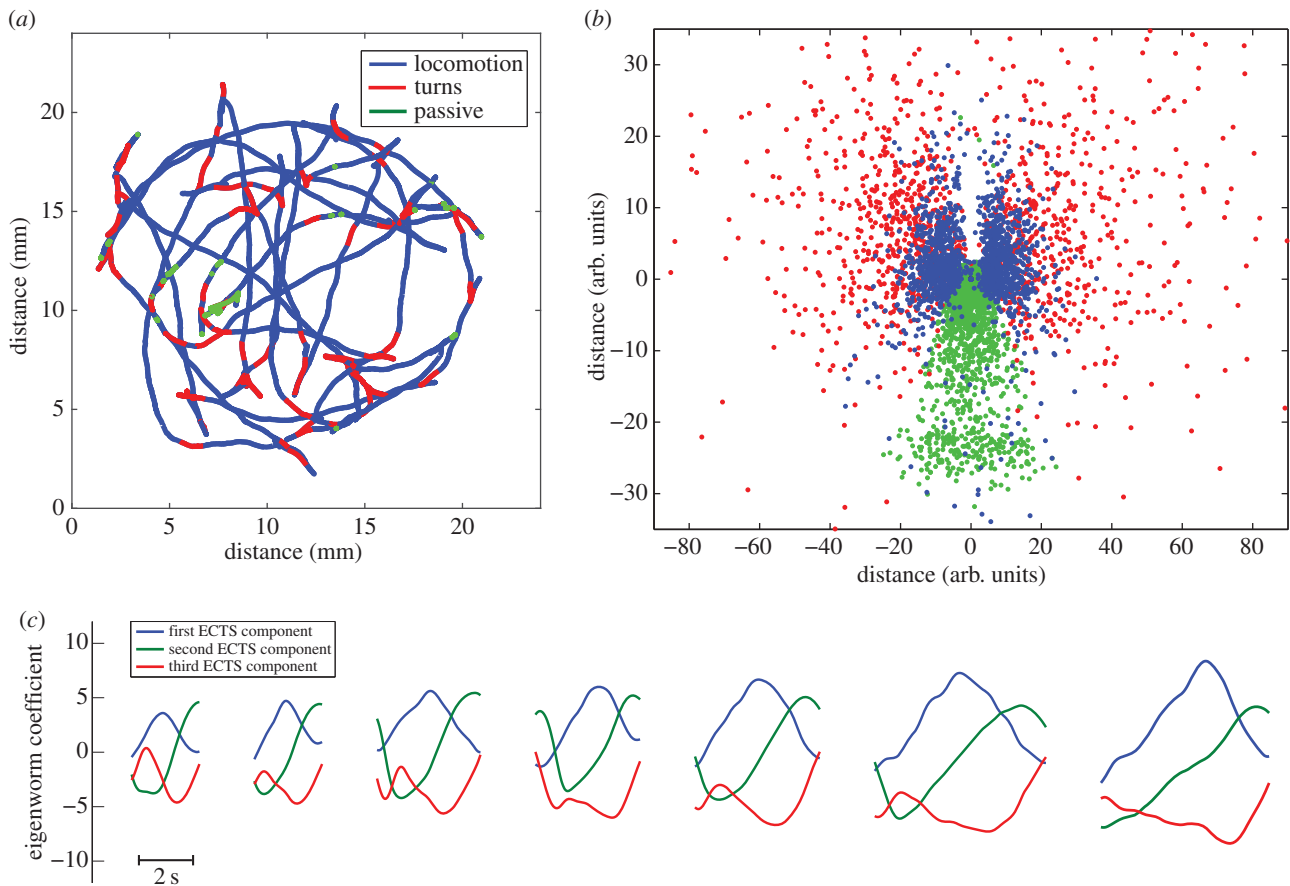 (a)
locomotion
turns
passive
20
15
10
5
0
0 5 10 15 20
distance (mm)
distance (mm)
(b)
30
20
10
0
−10
−20
−30
−80 −60 −40 −20 0 20 40 60 80
distance (arb. units)
distance (arb. units)
(c)
first ECTS component
second ECTS component
third ECTS component
10
5
0
−5
−10
eigenworm coefficient
2 s